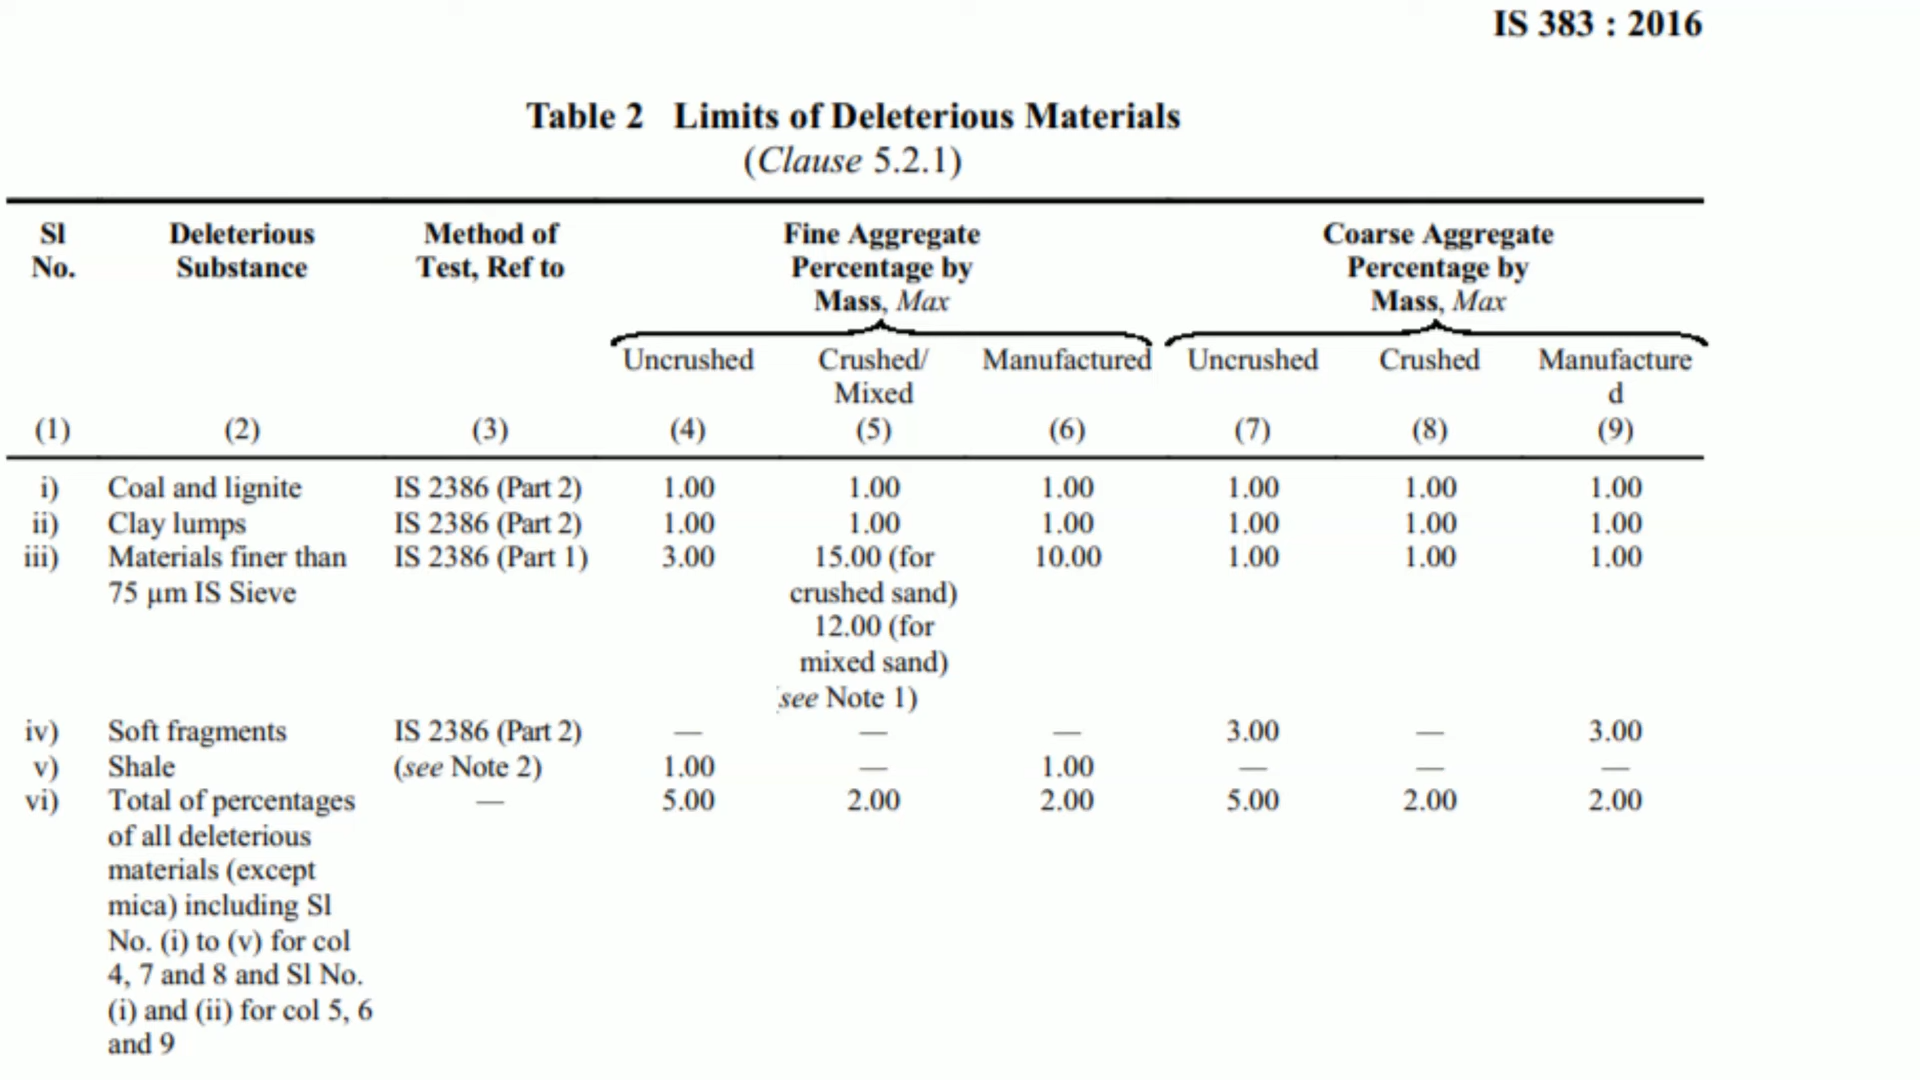 IS 383 : 2016
Table 2 Limits of Deleterious Materials
(Clause 5.2.1)
Sl No. Deleterious Substance Method of Test, Ref to Fine Aggregate Percentage by Mass, Max Coarse Aggregate Percentage by Mass, Max
Uncrushed Crushed/ Mixed Manufactured Uncrushed Crushed Manufacture d
(1) (2) (3) (4) (5) (6) (7) (8) (9)
i) Coal and lignite IS 2386 (Part 2) 1.00 1.00 1.00 1.00 1.00 1.00
ii) Clay lumps IS 2386 (Part 2) 1.00 1.00 1.00 1.00 1.00 1.00
iii) Materials finer than IS 2386 (Part 1) 3.00 15.00 (for 10.00 1.00 1.00 1.00
75 µm IS Sieve crushed sand)
12.00 (for
mixed sand)
see Note 1)
iv) Soft fragments IS 2386 (Part 2) — — — 3.00 — 3.00
v) Shale (see Note 2) 1.00 — 1.00 — — —
vi) Total of percentages — 5.00 2.00 2.00 5.00 2.00 2.00
of all deleterious
materials (except
mica) including Sl
No. (i) to (v) for col
4, 7 and 8 and Sl No.
(i) and (ii) for col 5, 6
and 9